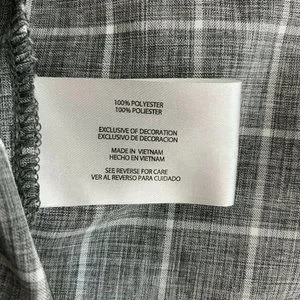 100% POLYESTER
100% POLIESTER
EXCLUSIVE OF DECORATION
EXCLUSIVO DE DECORACION
MADE IN VIETNAM
HECHO EN VIETNAM
SEE REVERSE FOR CARE
VER AL REVERSO PARA CUIDADO